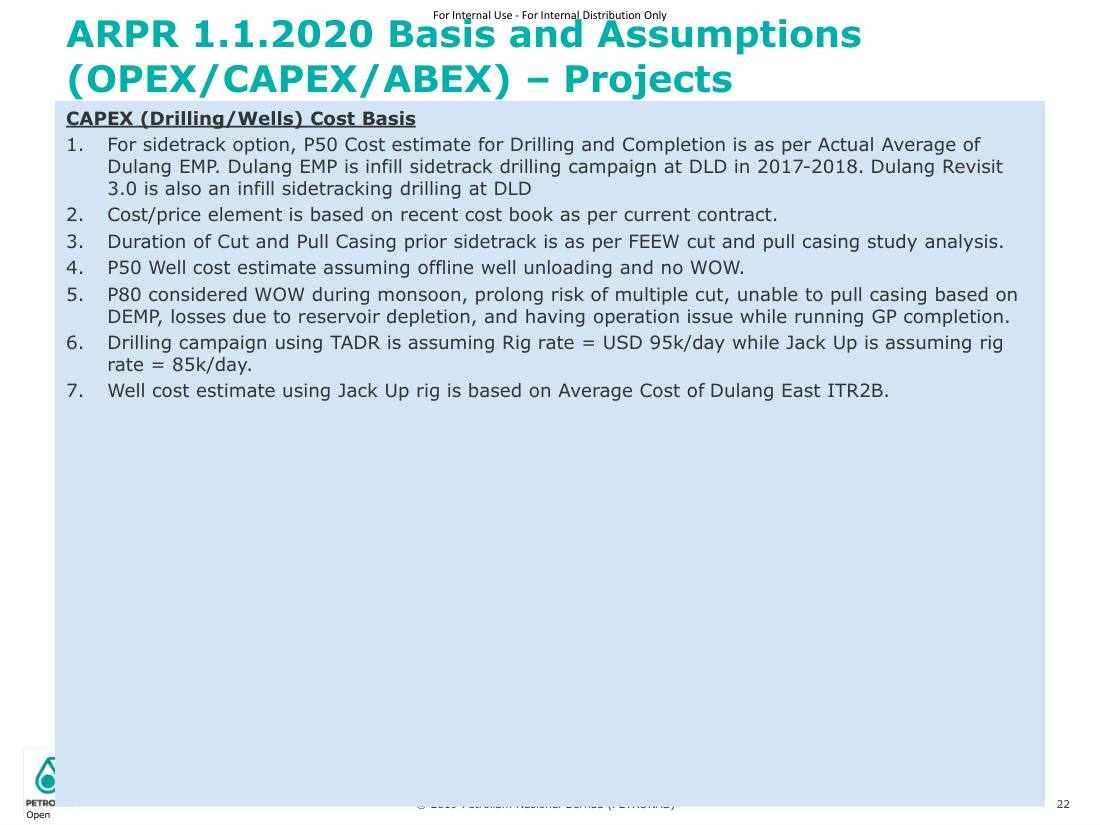 For Internal Use - For Internal Distribution Only
ARPR 1.1.2020 Basis and Assumptions
(OPEX/CAPEX/ABEX) – Projects
CAPEX (Drilling/Wells) Cost Basis
1. For sidetrack option, P50 Cost estimate for Drilling and Completion is as per Actual Average of
Dulang EMP. Dulang EMP is infill sidetrack drilling campaign at DLD in 2017-2018. Dulang Revisit
3.0 is also an infill sidetracking drilling at DLD
2. Cost/price element is based on recent cost book as per current contract.
3. Duration of Cut and Pull Casing prior sidetrack is as per FEEW cut and pull casing study analysis.
4. P50 Well cost estimate assuming offline well unloading and no WOW.
5. P80 considered WOW during monsoon, prolong risk of multiple cut, unable to pull casing based on
DEMP, losses due to reservoir depletion, and having operation issue while running GP completion.
6. Drilling campaign using TADR is assuming Rig rate = USD 95k/day while Jack Up is assuming rig
rate = 85k/day.
7. Well cost estimate using Jack Up rig is based on Average Cost of Dulang East ITR2B.
PETRO
Open
22